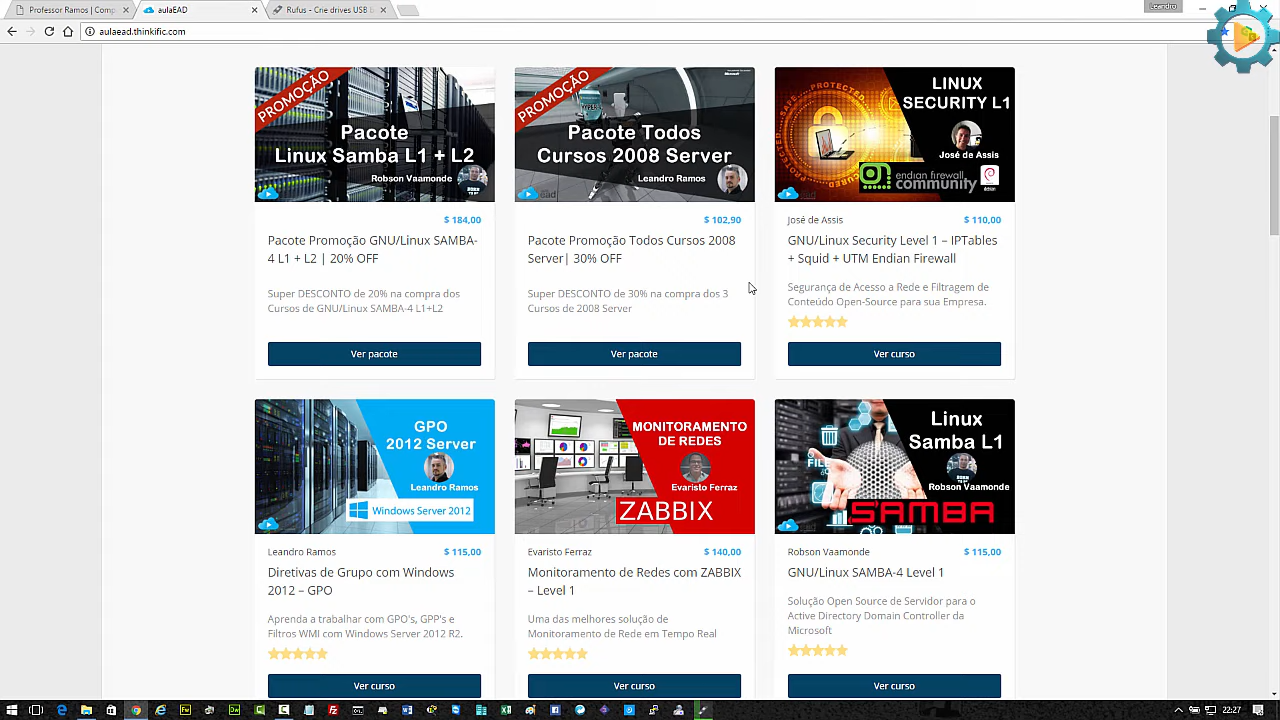 Professor Ramos | Comp
aulaEAD
Rufus - Crie drives USB b
Leandro
aulaead.thinkific.com
PROMOÇÃO
Pacote
Linux Samba L1 + L2
Robson Vaamonde
PROMOÇÃO
Pacote Todos
Cursos 2008 Server
Leandro Ramos
LINUX
SECURITY L1
José de Assis
endian firewall
community
debian
$ 184,00
Pacote Promoção GNU/Linux SAMBA-
4 L1 + L2 | 20% OFF
Super DESCONTO de 20% na compra dos
Cursos de GNU/Linux SAMBA-4 L1+L2
Ver pacote
$ 102,90
Pacote Promoção Todos Cursos 2008
Server| 30% OFF
Super DESCONTO de 30% na compra dos 3
Cursos de 2008 Server
Ver pacote
José de Assis
$ 110,00
GNU/Linux Security Level 1 – IPTables
+ Squid + UTM Endian Firewall
Segurança de Acesso a Rede e Filtragem de
Conteúdo Open-Source para sua Empresa.
Ver curso
GPO
2012 Server
Leandro Ramos
Windows Server 2012
MONITORAMENTO
DE REDES
Evaristo Ferraz
ZABBIX
Linux
Samba L1
Robson Vaamonde
SAMBA
Leandro Ramos
$ 115,00
Diretivas de Grupo com Windows
2012 – GPO
Aprenda a trabalhar com GPO's, GPP's e
Filtros WMI com Windows Server 2012 R2.
Ver curso
Evaristo Ferraz
$ 140,00
Monitoramento de Redes com ZABBIX
– Level 1
Uma das melhores solução de
Monitoramento de Rede em Tempo Real
Ver curso
Robson Vaamonde
$ 115,00
GNU/Linux SAMBA-4 Level 1
Solução Open Source de Servidor para o
Active Directory Domain Controller da
Microsoft
Ver curso
22:27